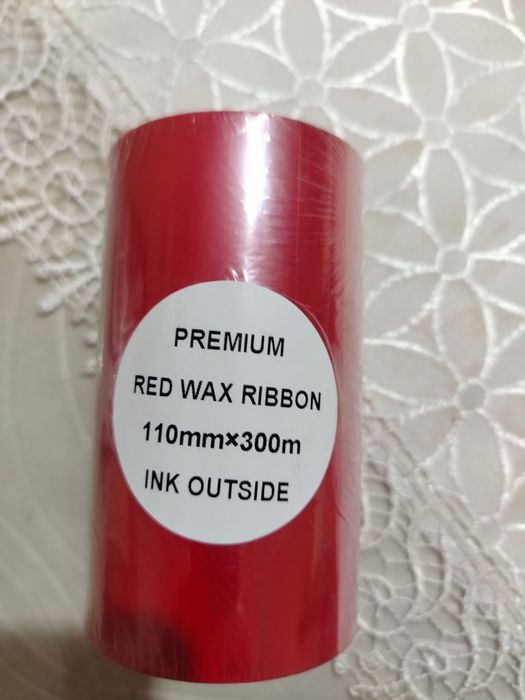 PREMIUM
RED WAX RIBBON
110mm×300m
INK OUTSIDE